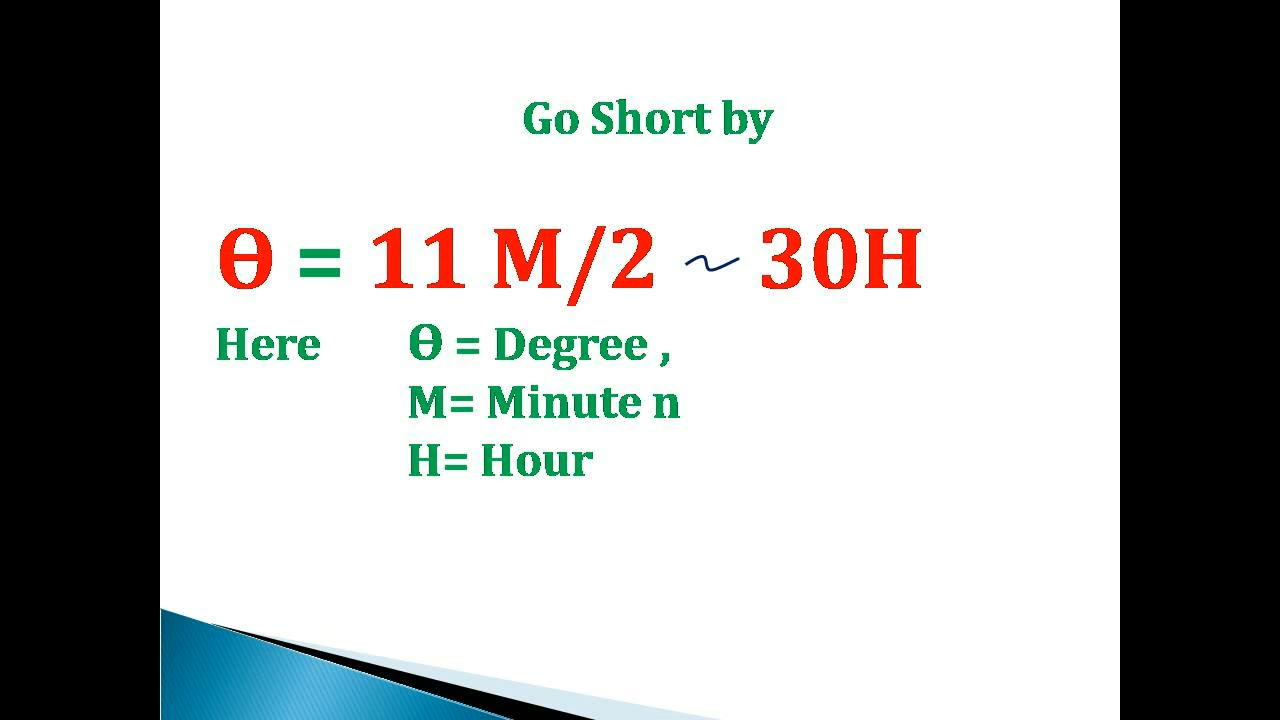 Go Short by
Ɵ = 11 M/2 ~ 30H
Here Ɵ = Degree ,
M= Minute n
H= Hour